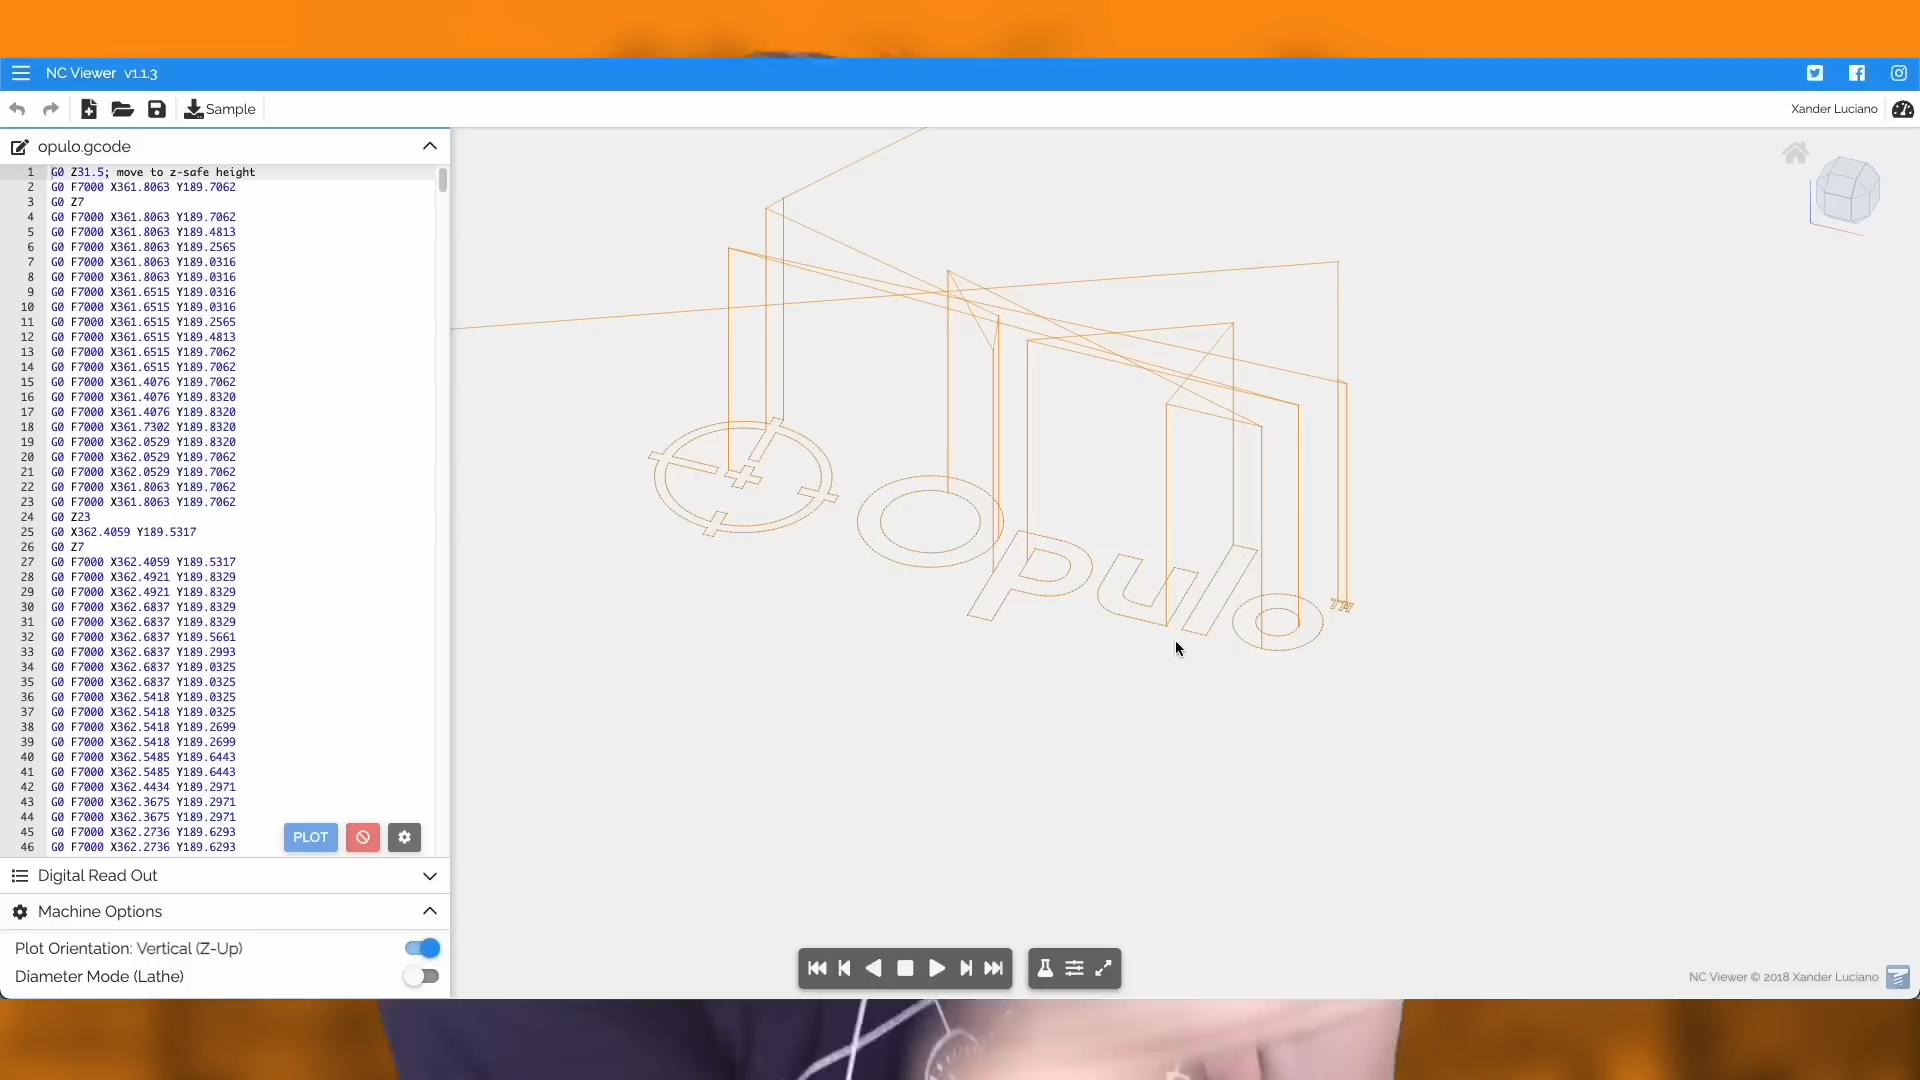 NC Viewer v1.1.3
Sample
Xander Luciano
opulo.gcode
1 G0 Z31.5; move to z-safe height
2 G0 F7000 X361.8063 Y189.7062
3 G0 Z7
4 G0 F7000 X361.8063 Y189.7062
5 G0 F7000 X361.8063 Y189.4813
6 G0 F7000 X361.8063 Y189.2565
7 G0 F7000 X361.8063 Y189.0316
8 G0 F7000 X361.8063 Y189.0316
9 G0 F7000 X361.6515 Y189.0316
10 G0 F7000 X361.6515 Y189.0316
11 G0 F7000 X361.6515 Y189.2565
12 G0 F7000 X361.6515 Y189.4813
13 G0 F7000 X361.6515 Y189.7062
14 G0 F7000 X361.6515 Y189.7062
15 G0 F7000 X361.4076 Y189.7062
16 G0 F7000 X361.4076 Y189.8320
17 G0 F7000 X361.4076 Y189.8320
18 G0 F7000 X361.7302 Y189.8320
19 G0 F7000 X362.0529 Y189.8320
20 G0 F7000 X362.0529 Y189.7062
21 G0 F7000 X362.0529 Y189.7062
22 G0 F7000 X361.8063 Y189.7062
23 G0 F7000 X361.8063 Y189.7062
24 G0 Z23
25 G0 X362.4059 Y189.5317
26 G0 Z7
27 G0 F7000 X362.4059 Y189.5317
28 G0 F7000 X362.4921 Y189.8329
29 G0 F7000 X362.4921 Y189.8329
30 G0 F7000 X362.6837 Y189.8329
31 G0 F7000 X362.6837 Y189.8329
32 G0 F7000 X362.6837 Y189.5661
33 G0 F7000 X362.6837 Y189.2993
34 G0 F7000 X362.6837 Y189.0325
35 G0 F7000 X362.6837 Y189.0325
36 G0 F7000 X362.5418 Y189.0325
37 G0 F7000 X362.5418 Y189.0325
38 G0 F7000 X362.5418 Y189.2699
39 G0 F7000 X362.5418 Y189.2699
40 G0 F7000 X362.5485 Y189.6443
41 G0 F7000 X362.5485 Y189.6443
42 G0 F7000 X362.4434 Y189.2971
43 G0 F7000 X362.3675 Y189.2971
44 G0 F7000 X362.3675 Y189.2971
45 G0 F7000 X362.2736 Y189.6293
46 G0 F7000 X362.2736 Y189.6293
PLOT
Digital Read Out
Machine Options
Plot Orientation: Vertical (Z-Up)
Diameter Mode (Lathe)
Opulo TM
NC Viewer © 2018 Xander Luciano